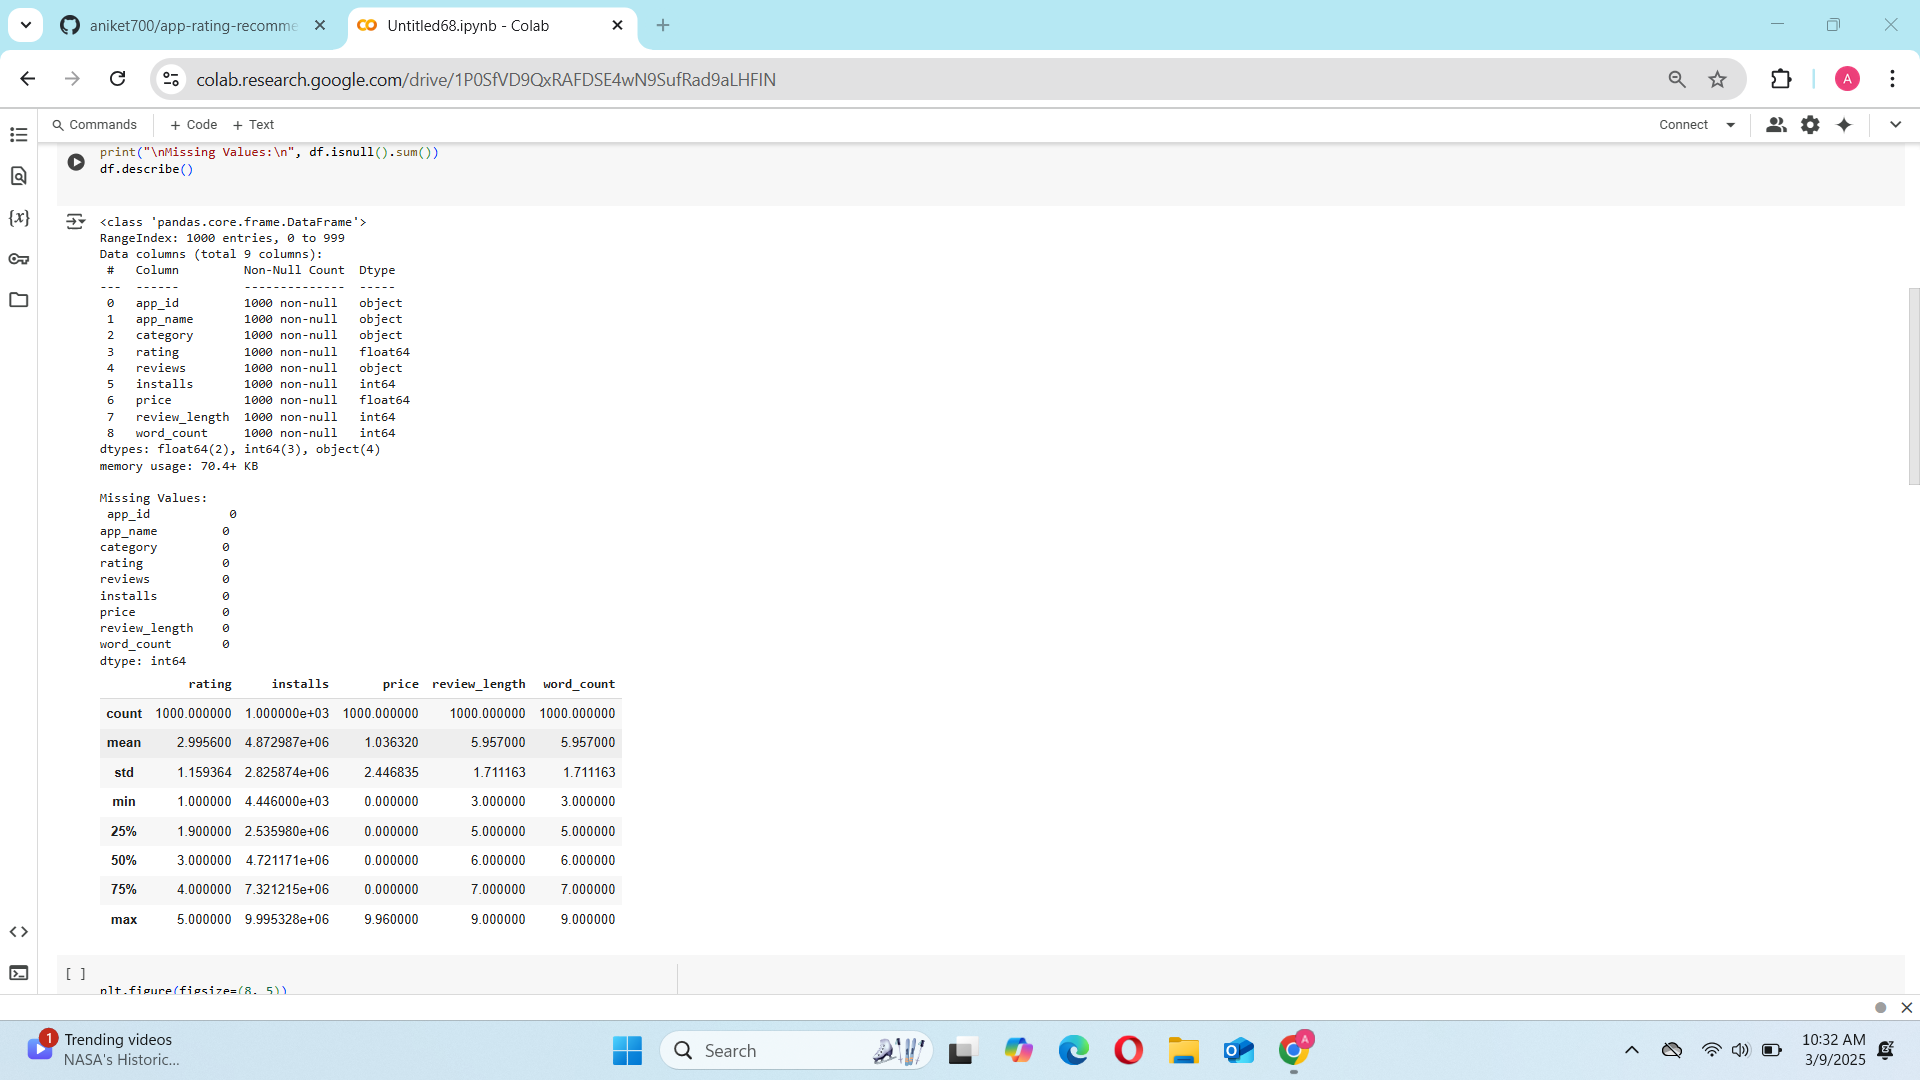 aniket700/app-rating-recomme
Untitled68.ipynb - Colab
colab.research.google.com/drive/1P0SfVD9QxRAFDSE4wN9SufRad9aLHFIN
A
Commands
+ Code + Text
Connect
print("\nMissing Values:\n", df.isnull().sum())
df.describe()
<class 'pandas.core.frame.DataFrame'>
RangeIndex: 1000 entries, 0 to 999
Data columns (total 9 columns):
# Column Non-Null Count Dtype
--- ------ -------------- -----
0 app_id 1000 non-null object
1 app_name 1000 non-null object
2 category 1000 non-null object
3 rating 1000 non-null float64
4 reviews 1000 non-null object
5 installs 1000 non-null int64
6 price 1000 non-null float64
7 review_length 1000 non-null int64
8 word_count 1000 non-null int64
dtypes: float64(2), int64(3), object(4)
memory usage: 70.4+ KB
Missing Values:
app_id 0
app_name 0
category 0
rating 0
reviews 0
installs 0
price 0
review_length 0
word_count 0
dtype: int64
rating installs price review_length word_count
count 1000.000000 1.000000e+03 1000.000000 1000.000000 1000.000000
mean 2.995600 4.872987e+06 1.036320 5.957000 5.957000
std 1.159364 2.825874e+06 2.446835 1.711163 1.711163
min 1.000000 4.446000e+03 0.000000 3.000000 3.000000
25% 1.900000 2.535980e+06 0.000000 5.000000 5.000000
50% 3.000000 4.721171e+06 0.000000 6.000000 6.000000
75% 4.000000 7.321215e+06 0.000000 7.000000 7.000000
max 5.000000 9.995328e+06 9.960000 9.000000 9.000000
[ ]
plt.figure(figsize=(8, 5))
1
Trending videos
NASA's Historic...
Search
A
10:32 AM
3/9/2025